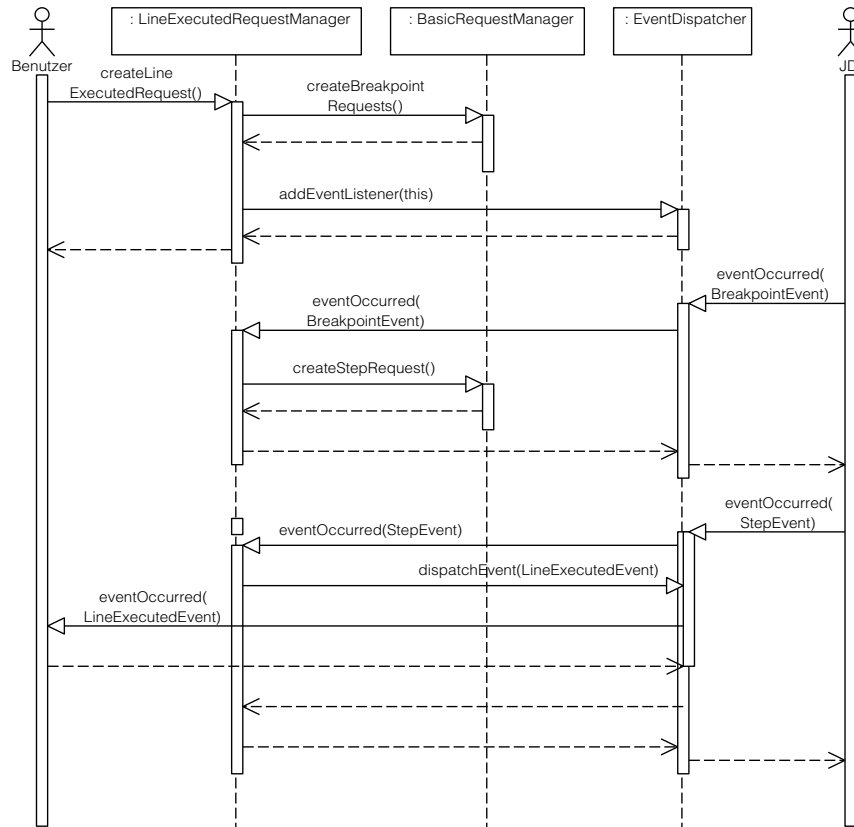 : LineExecutedRequestManager
: BasicRequestManager
: EventDispatcher
Benutzer
createLine
ExecutedRequest()
createBreakpoint
Requests()
addEventListener(this)
eventOccurred(
BreakpointEvent)
eventOccurred(
BreakpointEvent)
createStepRequest()
eventOccurred(
StepEvent)
eventOccurred(StepEvent)
dispatchEvent(LineExecutedEvent)
eventOccurred(
LineExecutedEvent)